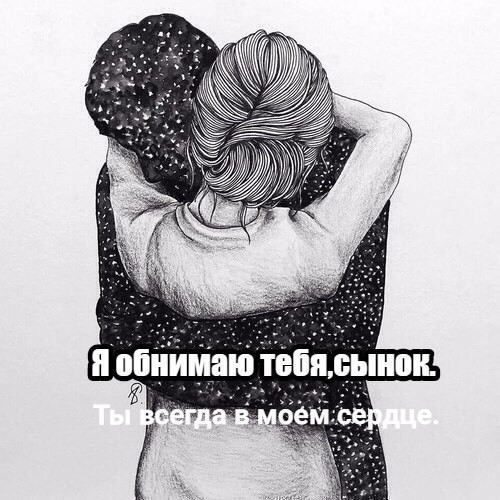 Я обнимаю тебя,сынок.
Ты всегда в моем сердце.